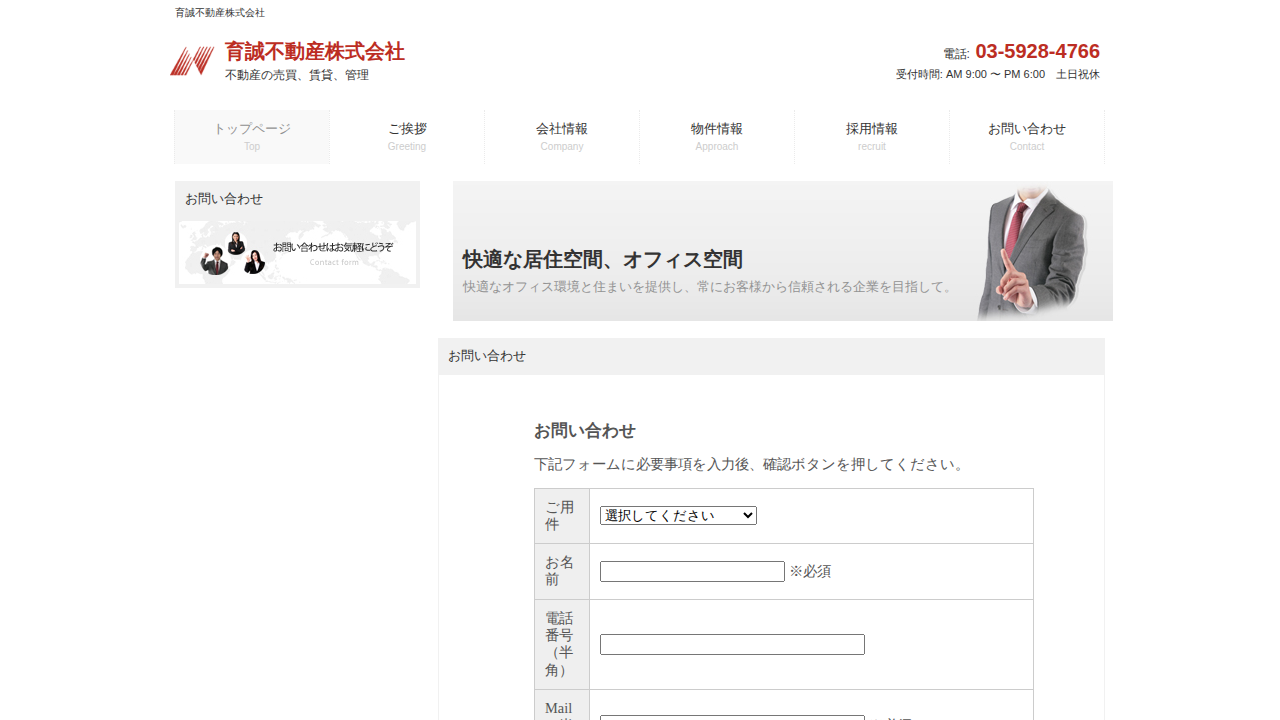 育誠不動産株式会社
育誠不動産株式会社
不動産の売買、賃貸、管理
電話: 03-5928-4766
受付時間: AM 9:00 〜 PM 6:00　土日祝休
トップページ
Top
ご挨拶
Greeting
会社情報
Company
物件情報
Approach
採用情報
recruit
お問い合わせ
Contact
お問い合わせ
お問い合わせはお気軽にどうぞ
Contact form
快適な居住空間、オフィス空間
快適なオフィス環境と住まいを提供し、常にお客様から信頼される企業を目指して。
お問い合わせ
お問い合わせ
下記フォームに必要事項を入力後、確認ボタンを押してください。
ご用
件
選択してください
お名
前
※必須
電話
番号
（半
角）
Mail